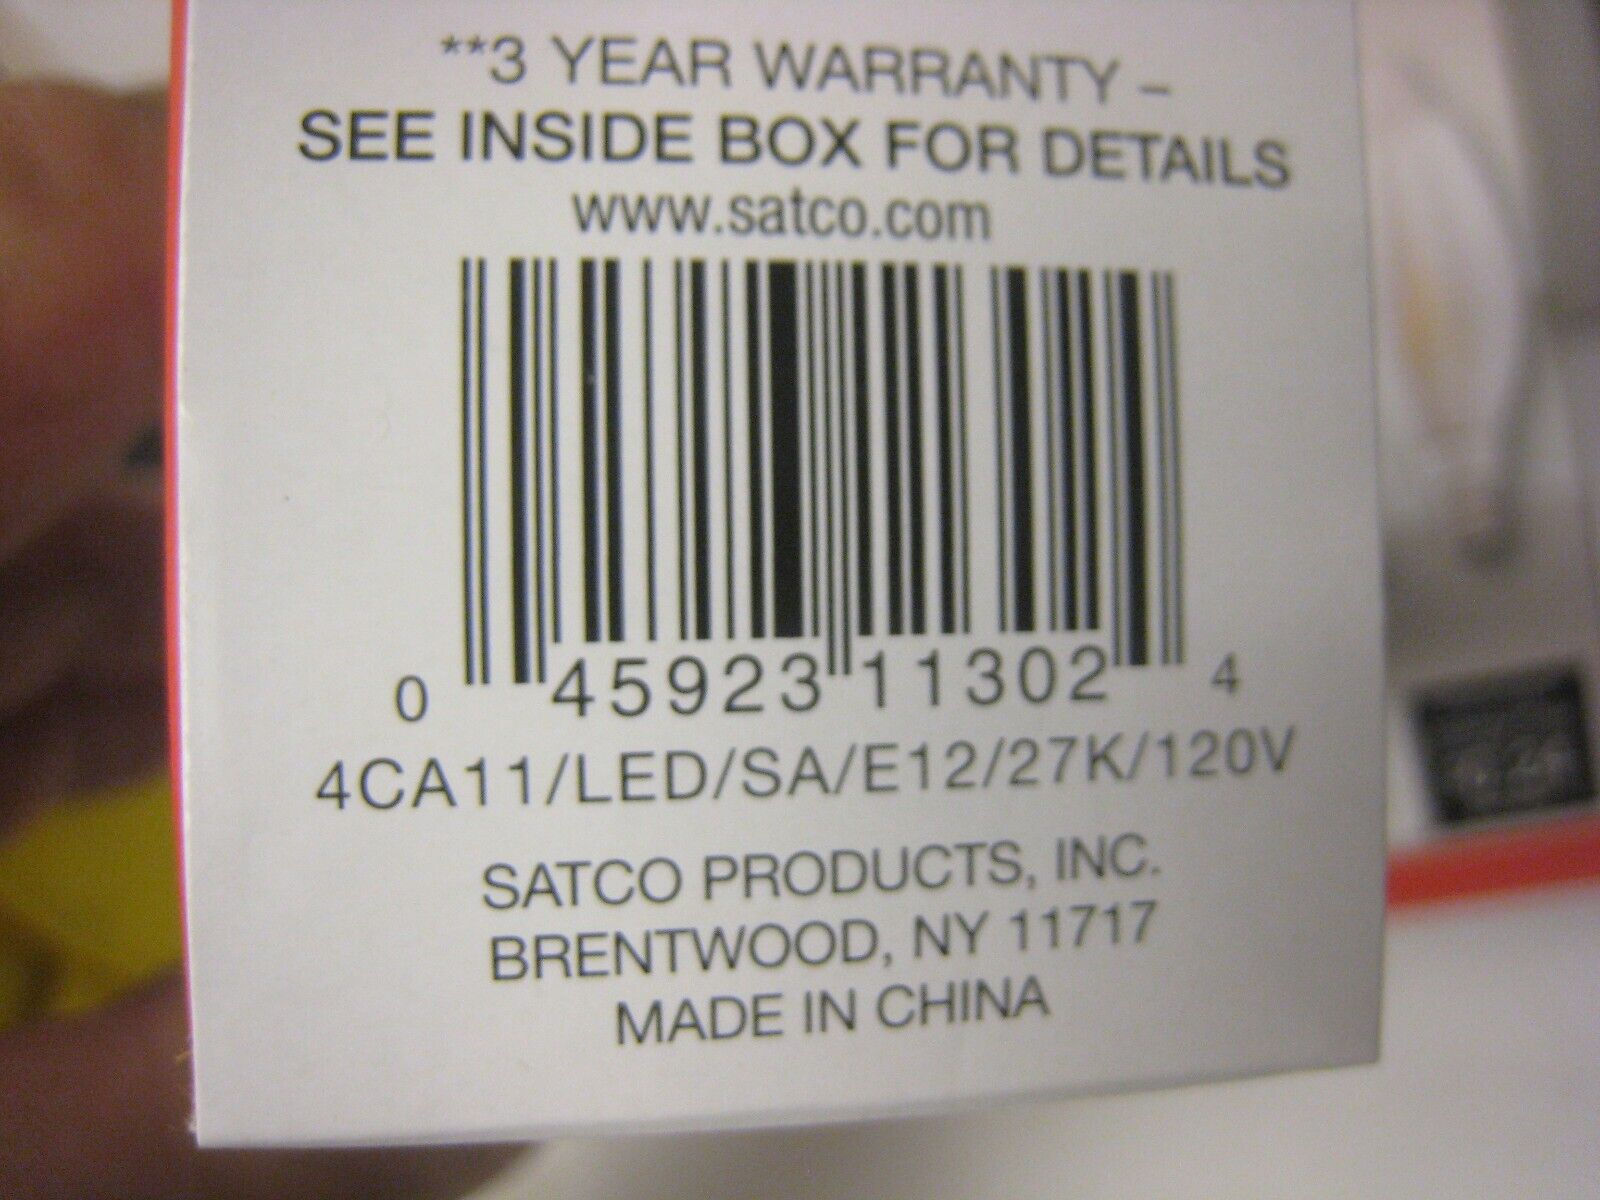 **3 YEAR WARRANTY –
SEE INSIDE BOX FOR DETAILS
www.satco.com
0 45923 11302 4
4CA11/LED/SA/E12/27K/120V
SATCO PRODUCTS, INC.
BRENTWOOD, NY 11717
MADE IN CHINA